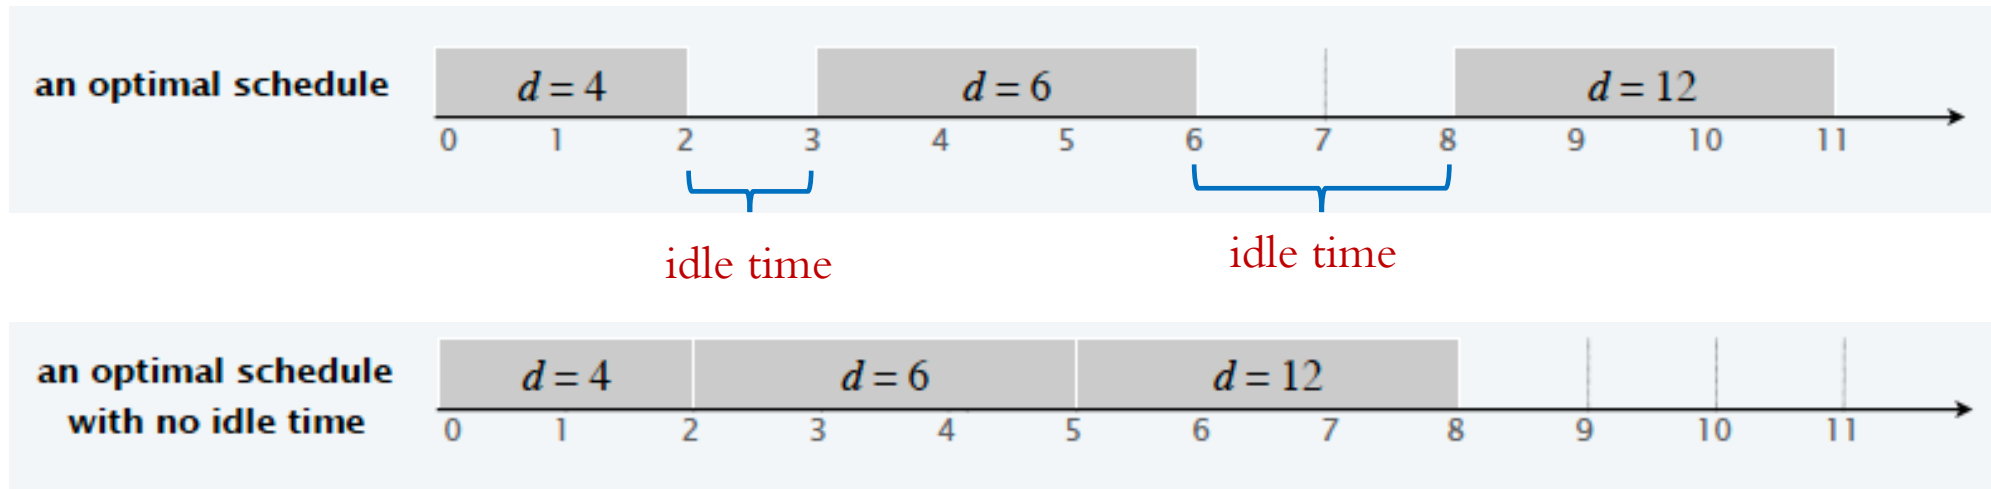 an optimal schedule
d = 4
d = 6
d = 12
0 1 2 3 4 5 6 7 8 9 10 11
idle time
idle time
an optimal schedule
with no idle time
d = 4
d = 6
d = 12
0 1 2 3 4 5 6 7 8 9 10 11